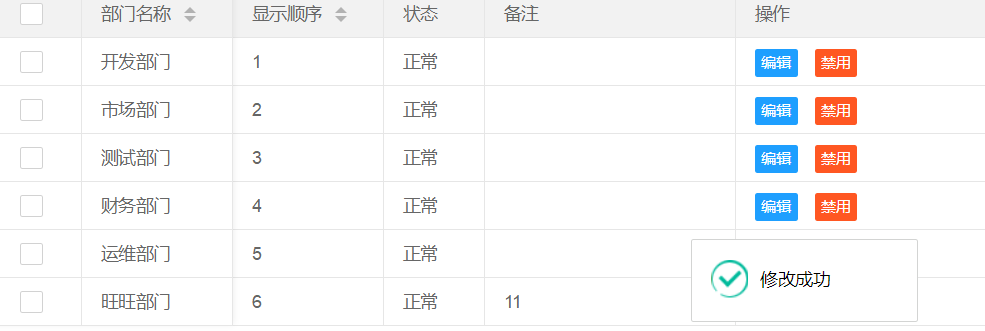 部门名称 显示顺序 状态 备注 操作
开发部门 1 正常 编辑 禁用
市场部门 2 正常 编辑 禁用
测试部门 3 正常 编辑 禁用
财务部门 4 正常 编辑 禁用
运维部门 5 正常
修改成功
旺旺部门 6 正常 11